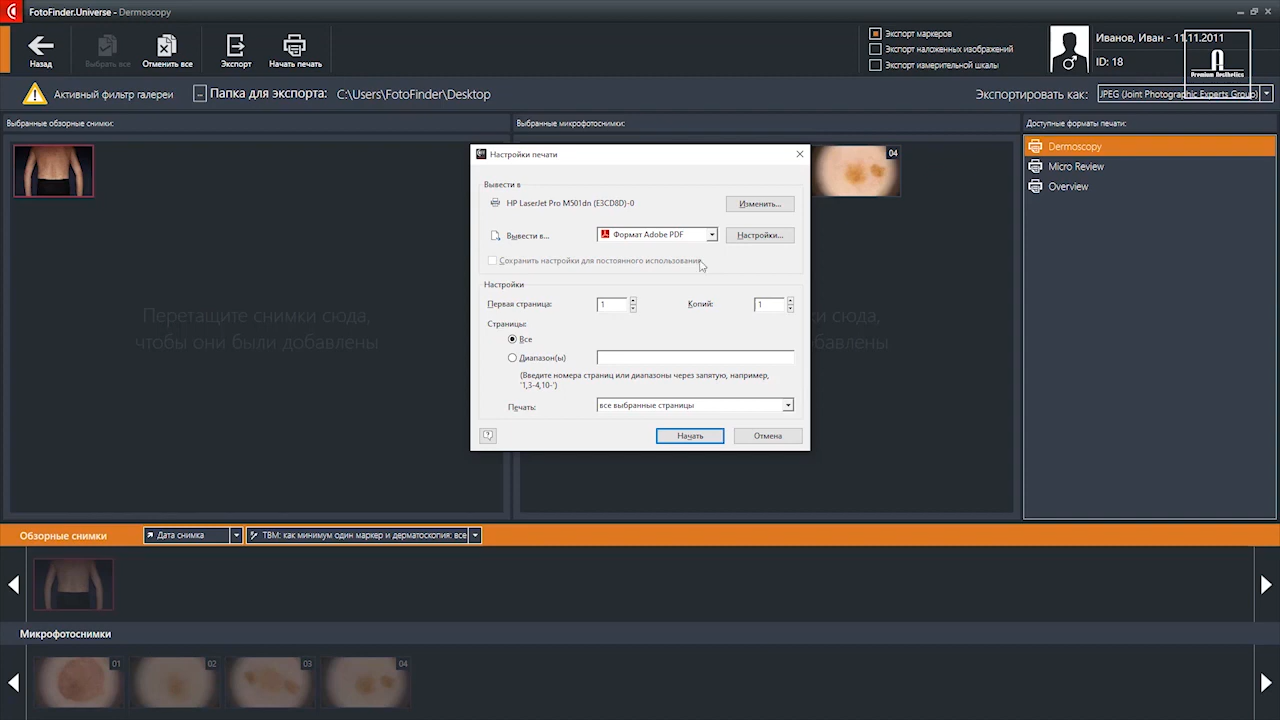 FotoFinder.Universe - Dermoscopy
Назад
Выбрать все
Отменить все
Экспорт
Начать печать
Экспорт маркеров
Экспорт наложенных изображений
Экспорт измерительной шкалы
Иванов, Иван - 11.11.2011
ID: 18
A
Premium Aesthetics
Активный фильтр галереи
Папка для экспорта:
C:\Users\FotoFinder\Desktop
Экспортировать как:
JPEG (Joint Photographic Experts Group)
Выбранные обзорные снимки:
Выбранные микрофотоснимки:
Доступные форматы печати:
04
Dermoscopy
Micro Review
Overview
Перетащите снимки сюда,
чтобы они были добавлены
и сюда,
бавлены
Настройки печати
Вывести в
HP LaserJet Pro M501dn (E3CD8D)-0
Изменить...
Вывести в...
Формат Adobe PDF
Настройки...
Сохранить настройки для постоянного использования
Настройки
Первая страница:
1
Копий:
1
Страницы:
Все
Диапазон(ы)
(Введите номера страниц или диапазоны через запятую, например,
'1,3-4,10-')
Печать:
все выбранные страницы
Начать
Отмена
Обзорные снимки
Дата снимка
TBM: как минимум один маркер и дерматоскопия: все
Микрофотоснимки
01
02
03
04